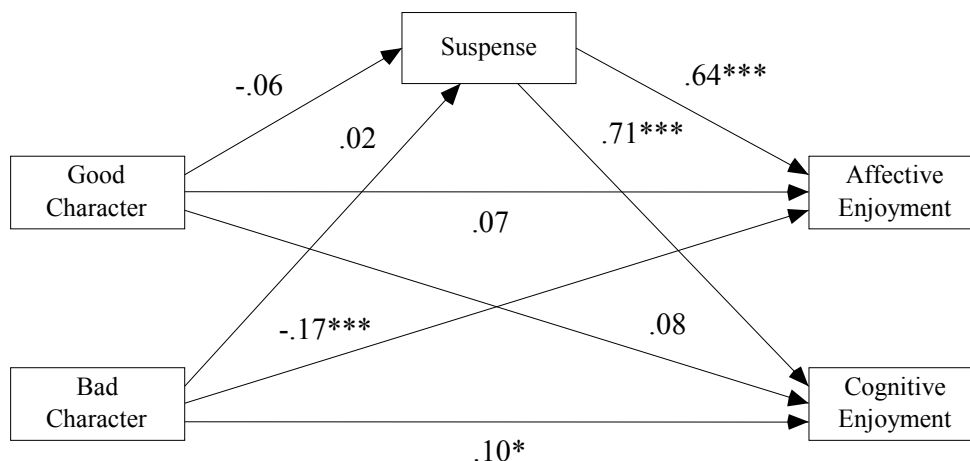 Suspense
-.06
.64***
.02
.71***
Good
Character
Affective
Enjoyment
.07
-.17***
.08
Bad
Character
Cognitive
Enjoyment
.10*